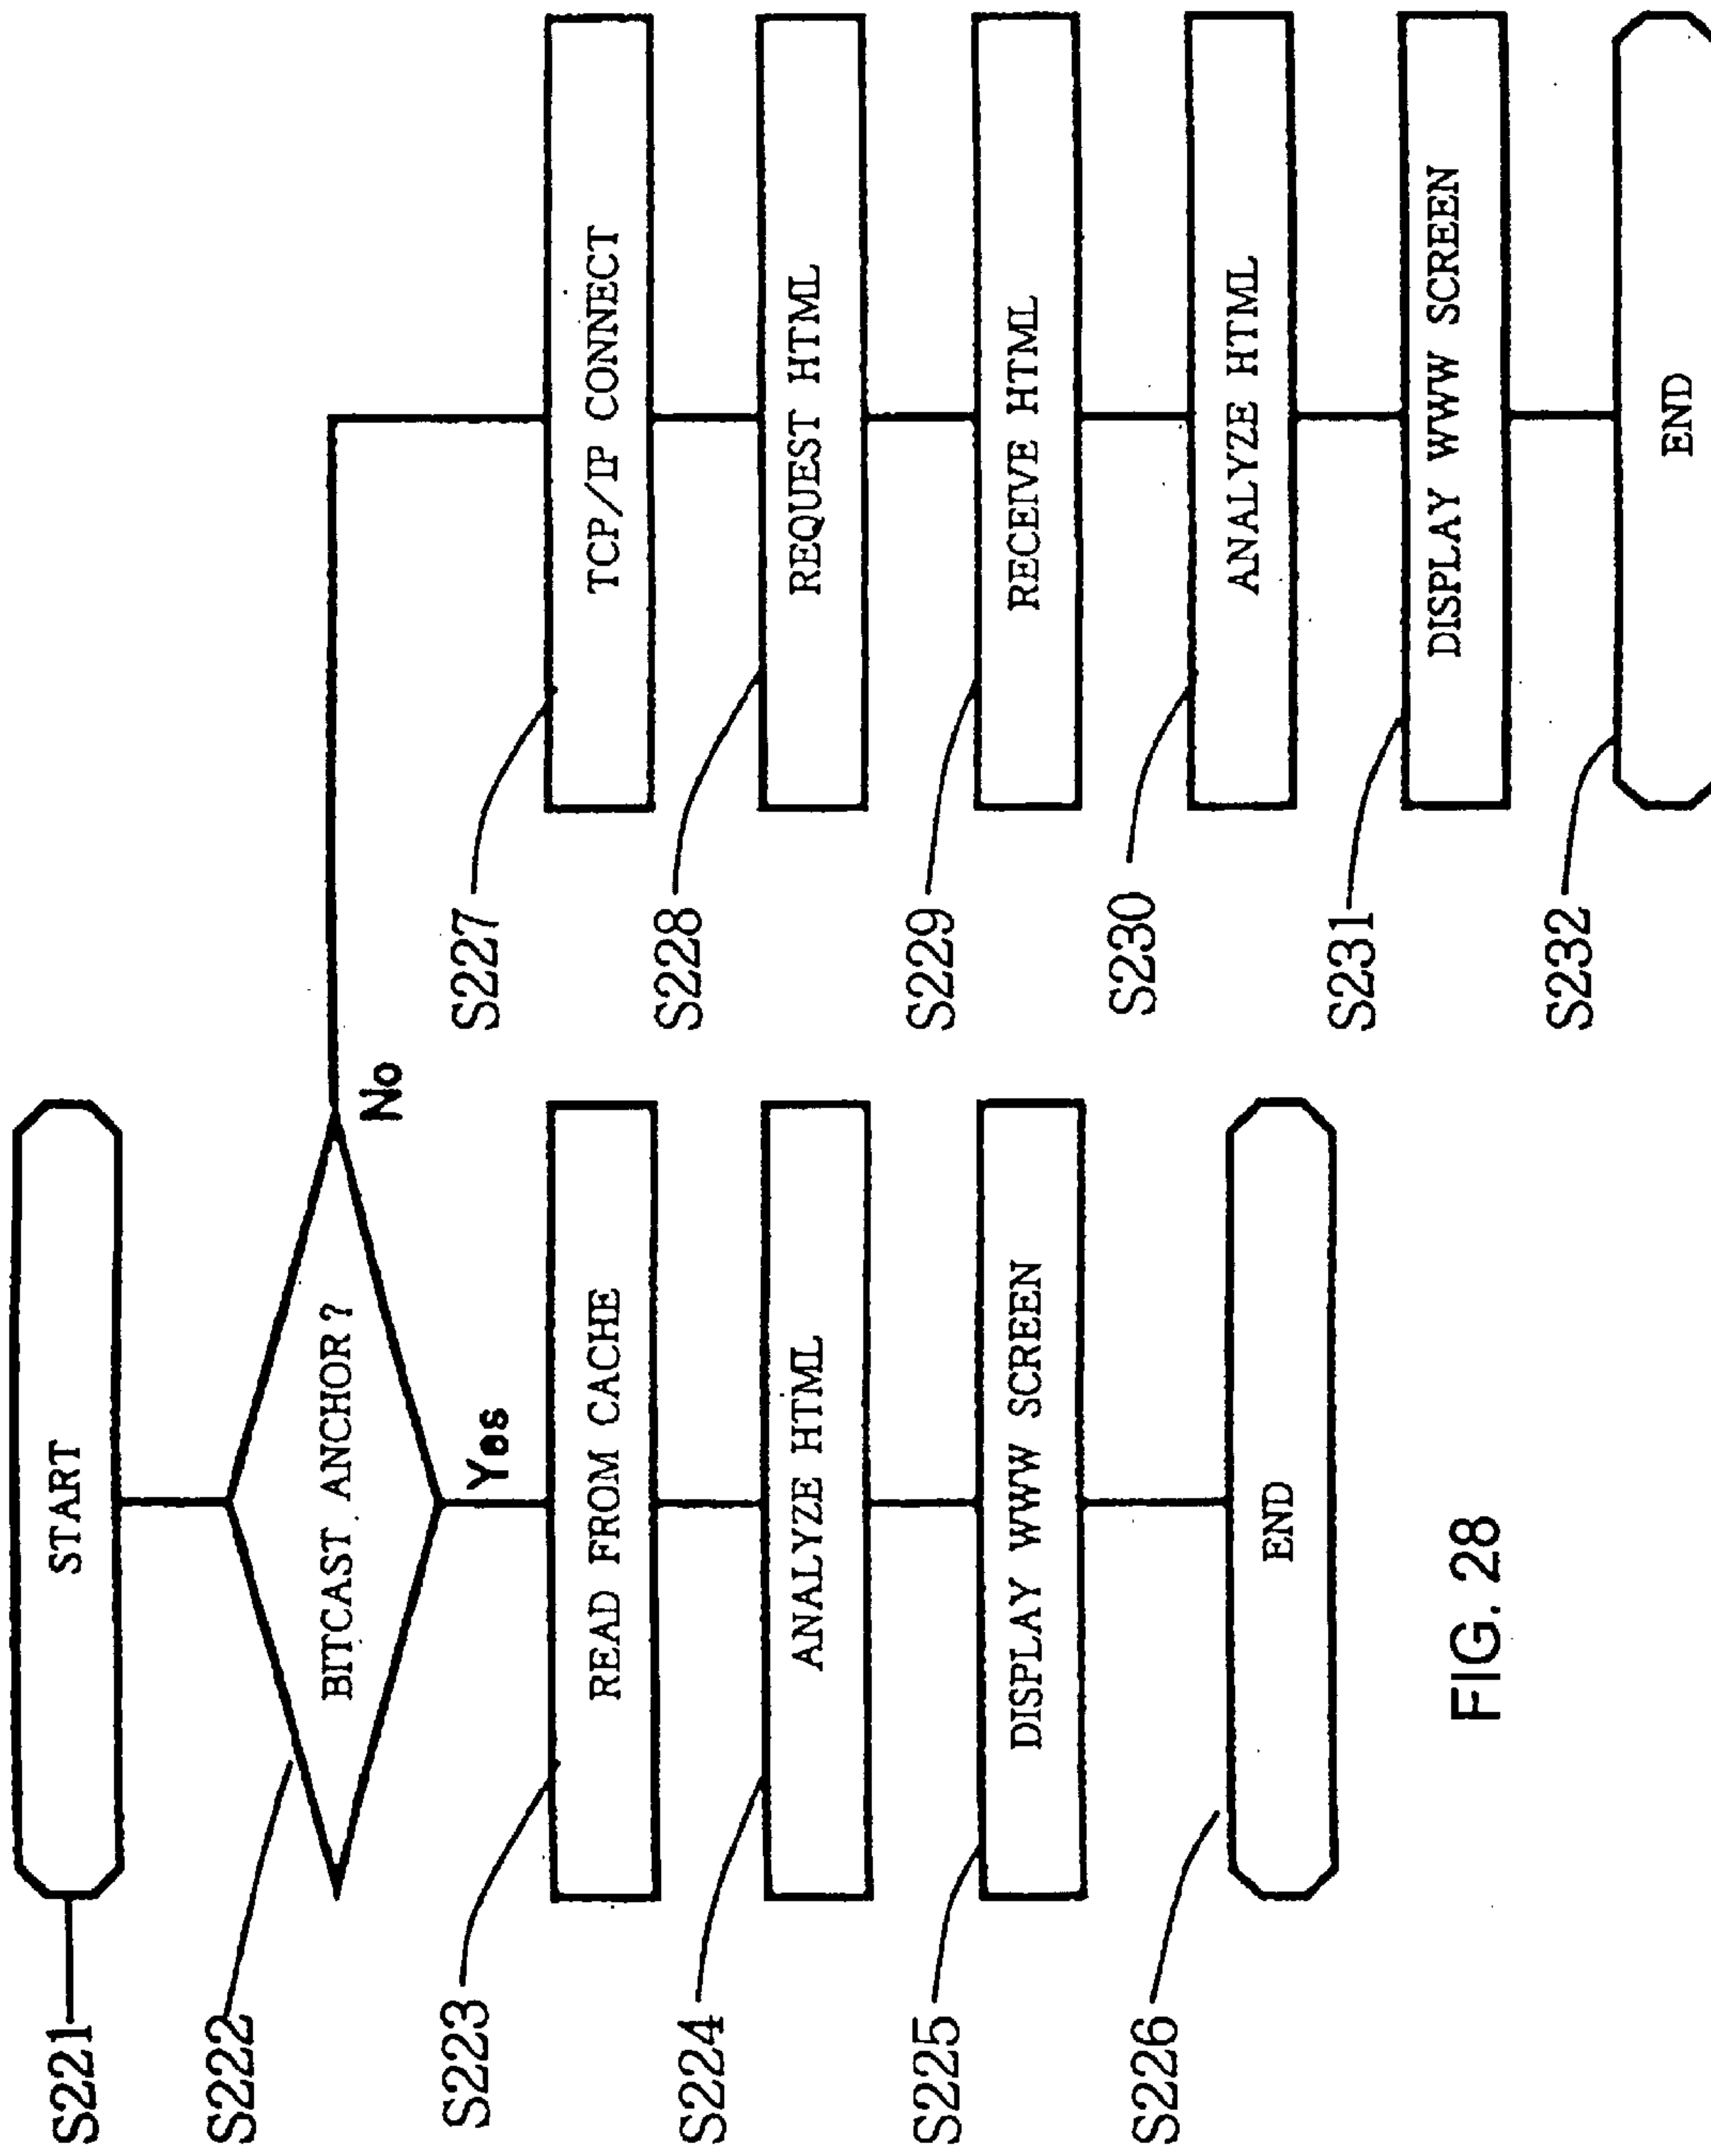 S221
START
S222
BITCAST ANCHOR?
No
Yes
S223
READ FROM CACHE
S224
ANALYZE HTML
S225
DISPLAY WWW SCREEN
S226
END
S227
TCP/IP CONNECT
S228
REQUEST HTML
S229
RECEIVE HTML
S230
ANALYZE HTML
S231
DISPLAY WWW SCREEN
S232
END
FIG. 28